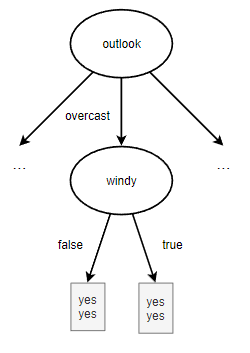 outlook
overcast
...
...
windy
false
true
yes
yes
yes
yes